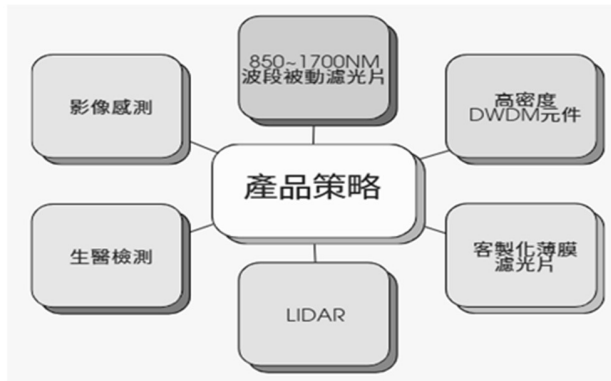 850~1700NM
波段被動濾光片
影像感測
高密度
DWDM元件
產品策略
生醫檢測
客製化薄膜
濾光片
LIDAR